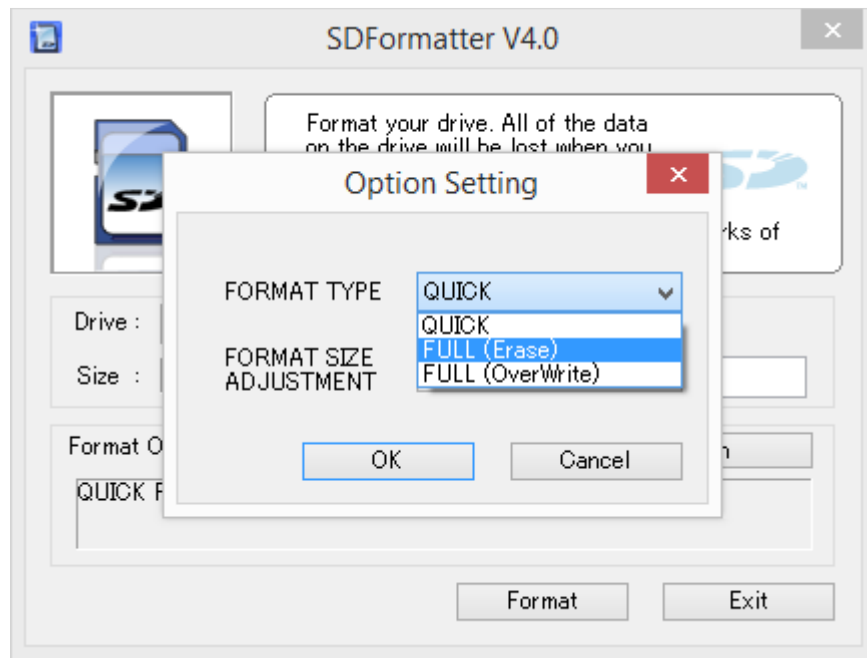 SDFormatter V4.0
Format your drive. All of the data
on the drive will be lost when you
rks of
Option Setting
FORMAT TYPE QUICK
QUICK
FULL (Erase)
FULL (OverWrite)
FORMAT SIZE
ADJUSTMENT
Drive :
Size :
OK Cancel
Format O
QUICK F
Format Exit